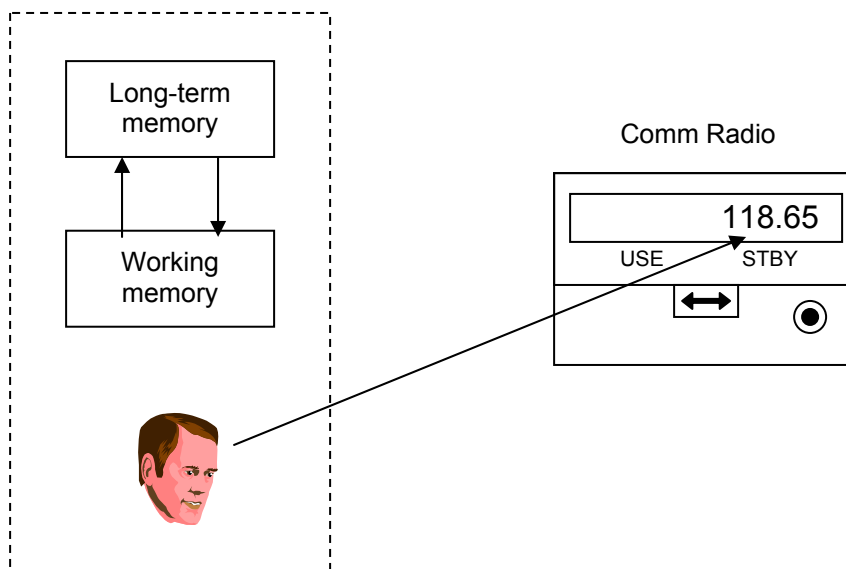 Long-term
memory
Working
memory
Comm Radio
118.65
USE STBY